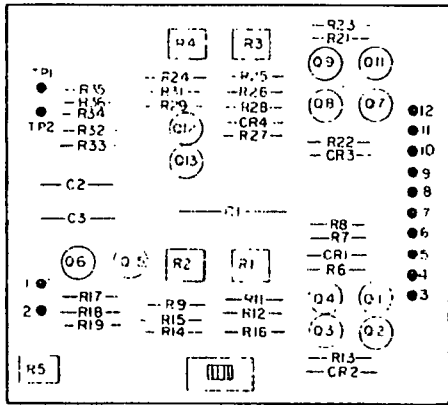 R23
R21
R4 R3
Q9 Q11
TP1
R35
R36
R34
TP2
R32
R33
R24
R31
R29
Q12
Q13
R25
R26
R28
CR4
R27
Q8 Q7
R22
CR3
12
11
10
9
8
7
6
5
4
3
C2
C3
C1
R8
R7
CR1
R6
Q6 Q5 R2 R1
1
2
R17
R18
R19
R9
R15
R14
R11
R12
R16
Q4 Q1
Q3 Q2
R13
CR2
R5